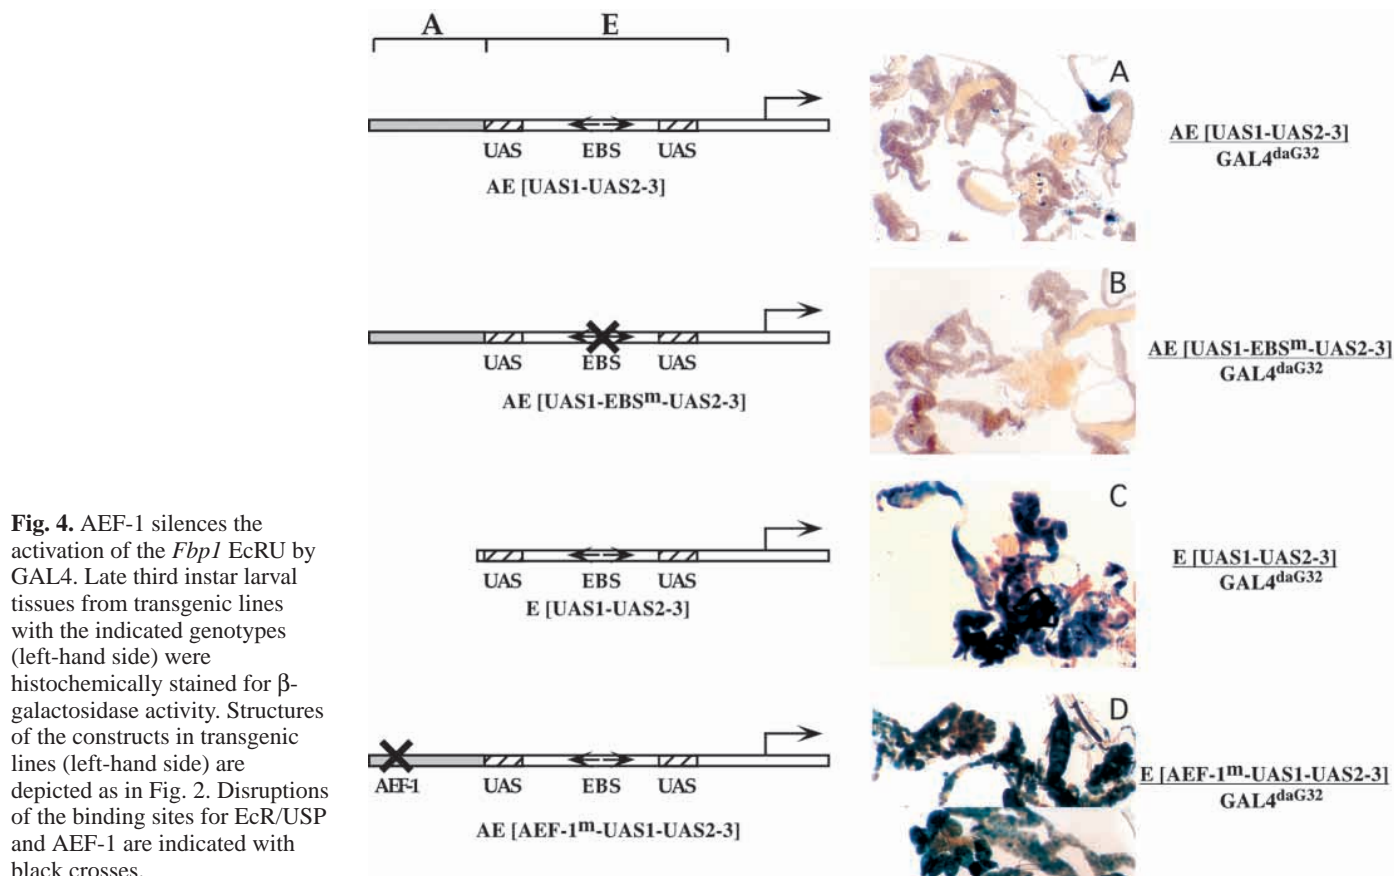 A E
UAS EBS UAS
AE [UAS1-UAS2-3]
A
AE [UAS1-UAS2-3]
GAL4daG32
UAS EBS UAS
AE [UAS1-EBSm-UAS2-3]
B
AE [UAS1-EBSm-UAS2-3]
GAL4daG32
UAS EBS UAS
E [UAS1-UAS2-3]
C
E [UAS1-UAS2-3]
GAL4daG32
AEF-1 UAS EBS UAS
AE [AEF-1m-UAS1-UAS2-3]
D
E [AEF-1m-UAS1-UAS2-3]
GAL4daG32
Fig. 4. AEF-1 silences the
activation of the Fbp1 EcRU by
GAL4. Late third instar larval
tissues from transgenic lines
with the indicated genotypes
(left-hand side) were
histochemically stained for β-
galactosidase activity. Structures
of the constructs in transgenic
lines (left-hand side) are
depicted as in Fig. 2. Disruptions
of the binding sites for EcR/USP
and AEF-1 are indicated with
black crosses.